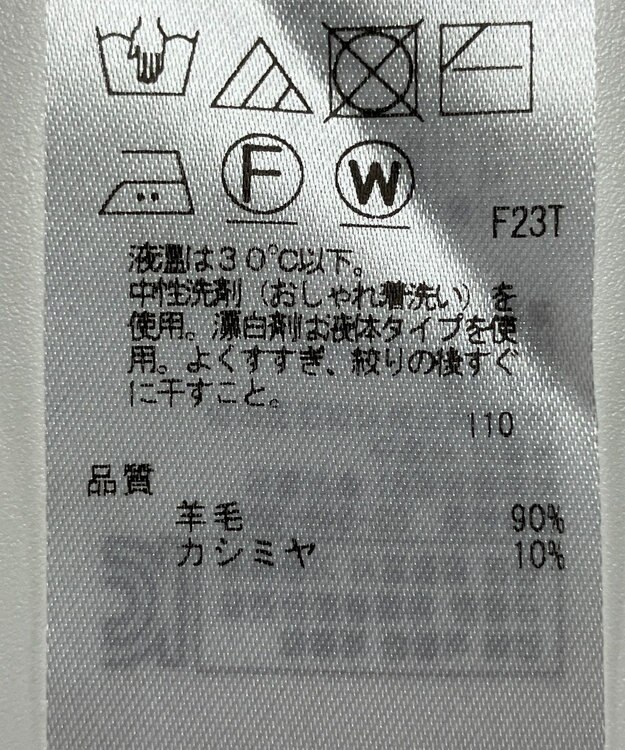 F
W
F23T
液温は30℃以下。
中性洗剤（おしゃれ着洗い）を
使用。漂白剤は液体タイプを使
用。よくすすぎ、絞りの後すぐ
に干すこと。
110
品質
羊毛 90%
カシミヤ 10%